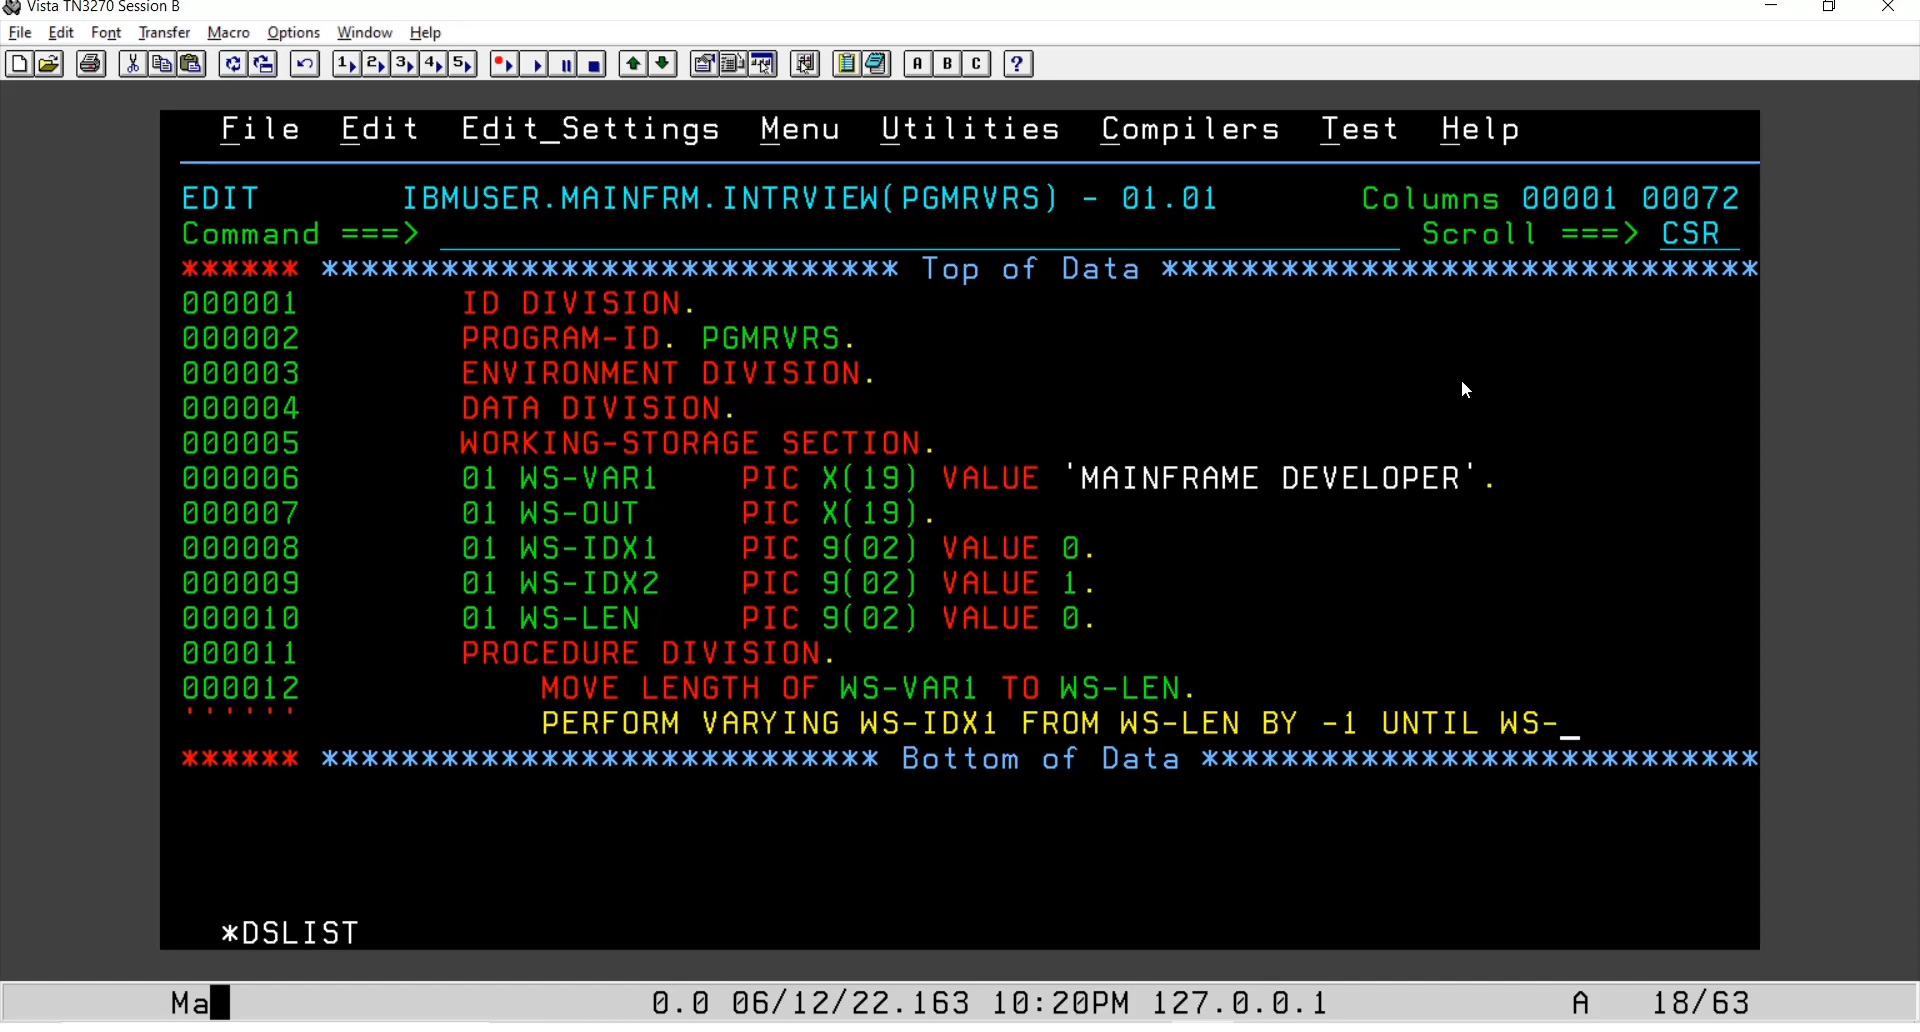 Vista TN3270 Session B
File Edit Font Transfer Macro Options Window Help
1 2 3 4 5 A B C ?
File Edit Edit_Settings Menu Utilities Compilers Test Help
EDIT IBMUSER.MAINFRM.INTRVIEW(PGMRVRS) - 01.01 Columns 00001 00072
Command ===> Scroll ===> CSR
****** ***************************** Top of Data ******************************
000001 ID DIVISION.
000002 PROGRAM-ID. PGMRVRS.
000003 ENVIRONMENT DIVISION.
000004 DATA DIVISION.
000005 WORKING-STORAGE SECTION.
000006 01 WS-VAR1 PIC X(19) VALUE 'MAINFRAME DEVELOPER'.
000007 01 WS-OUT PIC X(19).
000008 01 WS-IDX1 PIC 9(02) VALUE 0.
000009 01 WS-IDX2 PIC 9(02) VALUE 1.
000010 01 WS-LEN PIC 9(02) VALUE 0.
000011 PROCEDURE DIVISION.
000012 MOVE LENGTH OF WS-VAR1 TO WS-LEN.
'''''' PERFORM VARYING WS-IDX1 FROM WS-LEN BY -1 UNTIL WS-_
****** **************************** Bottom of Data ****************************
*DSLIST
Ma 0.0 06/12/22.163 10:20PM 127.0.0.1 A 18/63